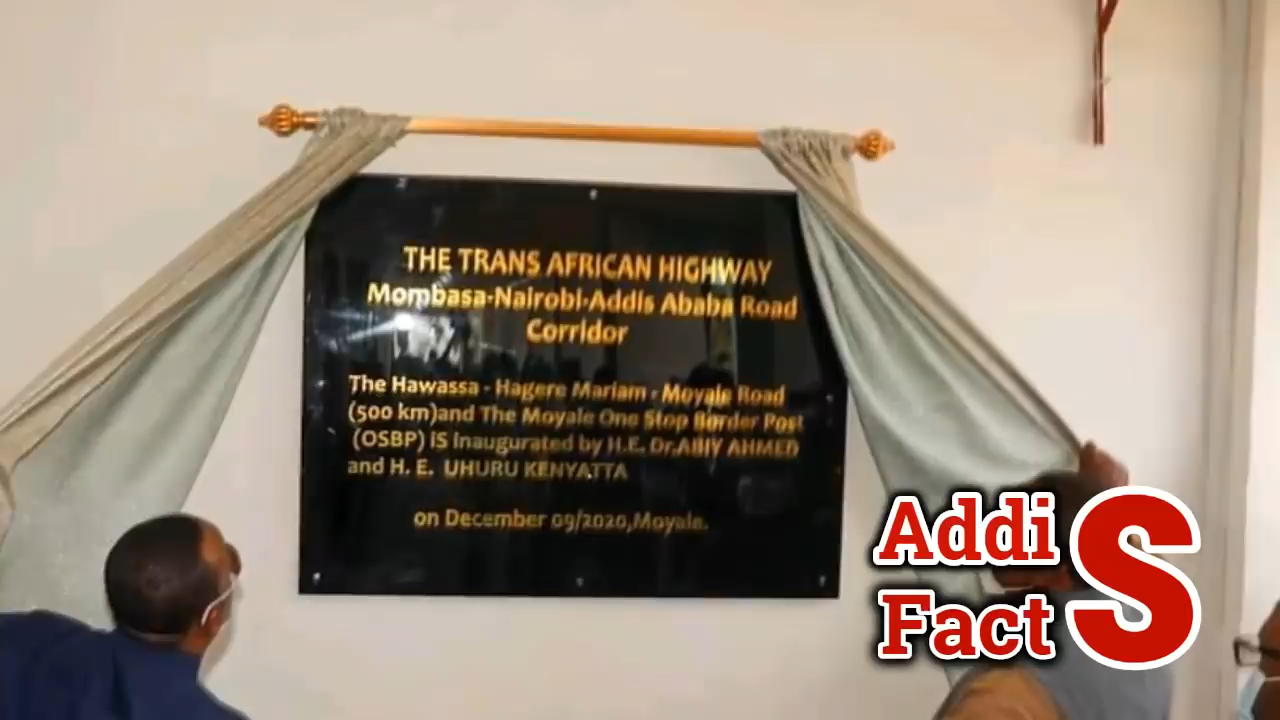 THE TRANS AFRICAN HIGHWAY
Mombasa-Nairobi-Addis Ababa Road
Corridor
The Hawassa - Hagere Mariam - Moyale Road
(500 km)and The Moyale One Stop Border Post
(OSBP) is inaugurated by H.E. Dr.ABIY AHMED
and H. E. UHURU KENYATTA
on December 09/2020,Moyale.
Addi S
Fact